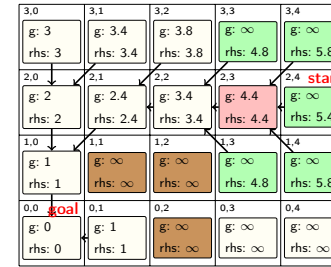 3,0 3,1 3,2 3,3 3,4
g: 3 g: 3.4 g: 3.8 g: ∞ g: ∞
rhs: 3 rhs: 3.4 rhs: 3.8 rhs: 4.8 rhs: 5.8
2,0 2,1 2,2 2,3 2,4 star
g: 2 g: 2.4 g: 3.4 g: 4.4 g: ∞
rhs: 2 rhs: 2.4 rhs: 3.4 rhs: 4.4 rhs: 5.4
1,0 1,1 1,2 1,3 1,4
g: 1 g: ∞ g: ∞ g: ∞ g: ∞
rhs: 1 rhs: ∞ rhs: ∞ rhs: 4.8 rhs: 5.8
0,0 goal 0,1 0,2 0,3 0,4
g: 0 g: 1 g: ∞ g: ∞ g: ∞
rhs: 0 rhs: 1 rhs: ∞ rhs: ∞ rhs: ∞